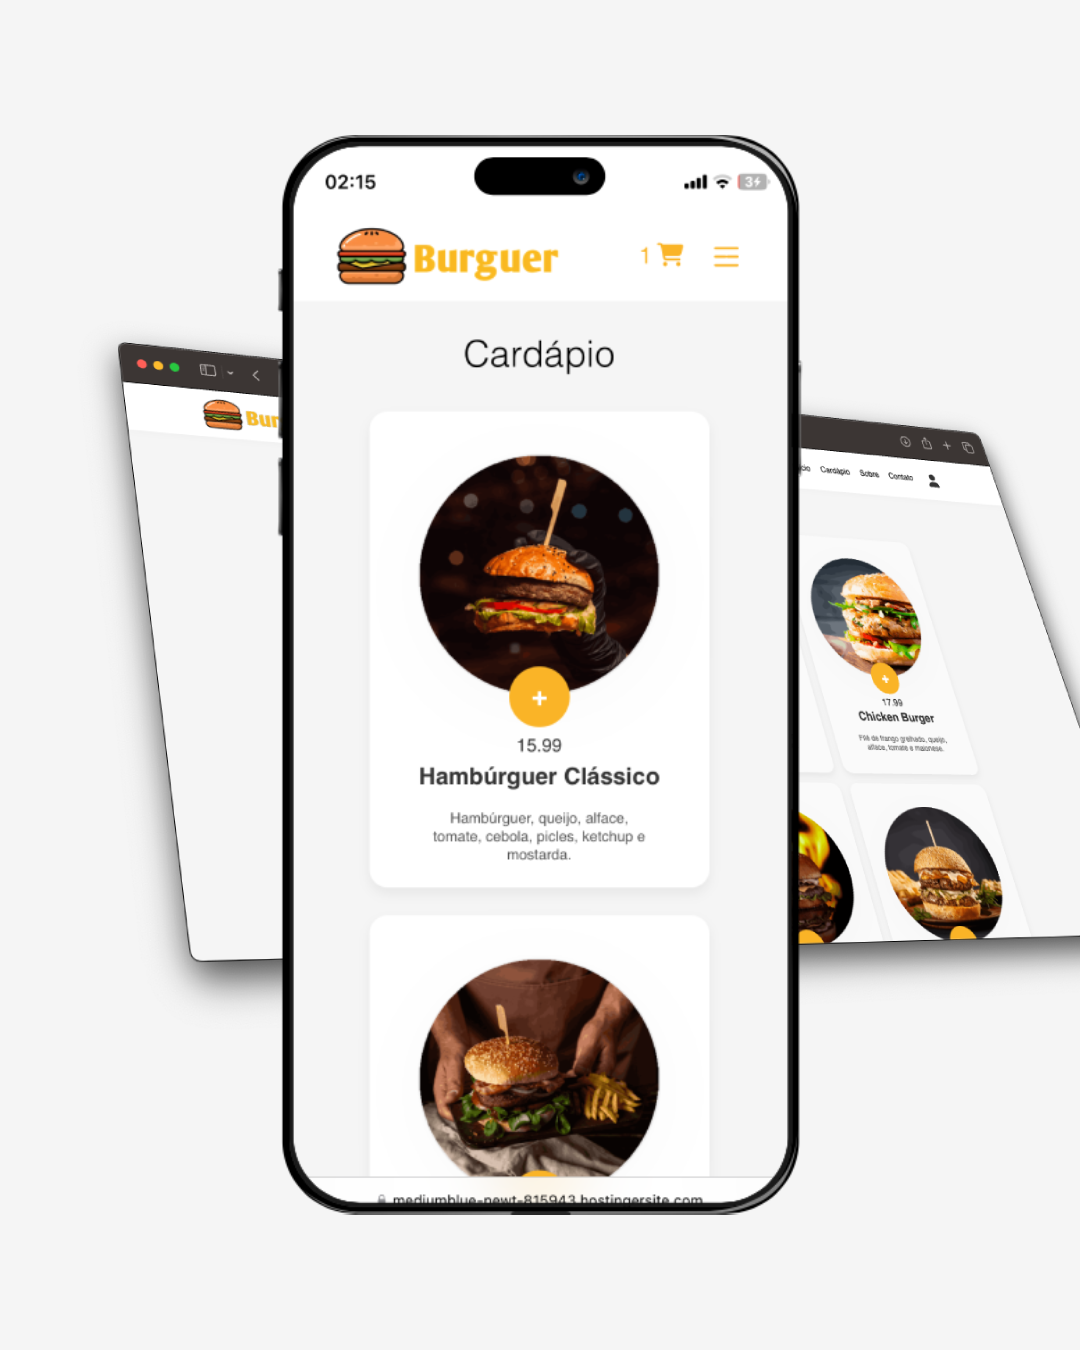 02:15
3
Burguer
1
Cardápio
+
15.99
Hambúrguer Clássico
Hambúrguer, queijo, alface,
tomate, cebola, picles, ketchup e
mostarda.
mediumblue-newt-815943.hostingersite.com
Bur
cio Cardápio Sobre Contato
+
17.99
Chicken Burger
Filé de frango grelhado, queijo,
alface, tomate e maionese.